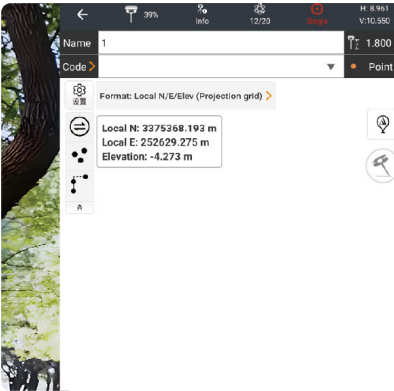 39%
Info
12/20
Single
H: 8.961
V:10.550
Name 1
1.800
Code
Point
设置
Format: Local N/E/Elev (Projection grid)
Local N: 3375368.193 m
Local E: 252629.275 m
Elevation: -4.273 m